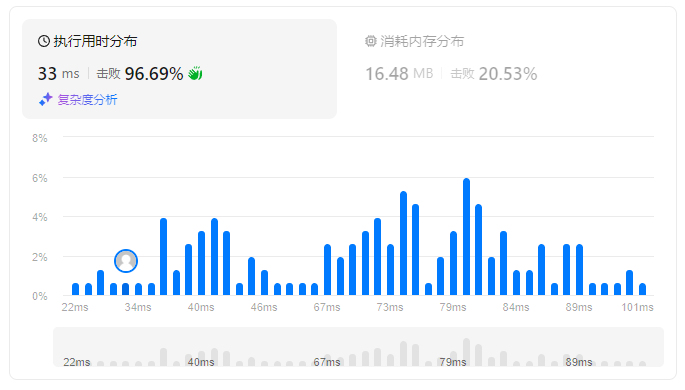 执行用时分布
33 ms 击败 96.69%
复杂度分析
消耗内存分布
16.48 MB 击败 20.53%
8%
6%
4%
2%
0%
22ms 34ms 40ms 46ms 67ms 73ms 79ms 84ms 89ms 101ms
22ms 40ms 67ms 79ms 89ms